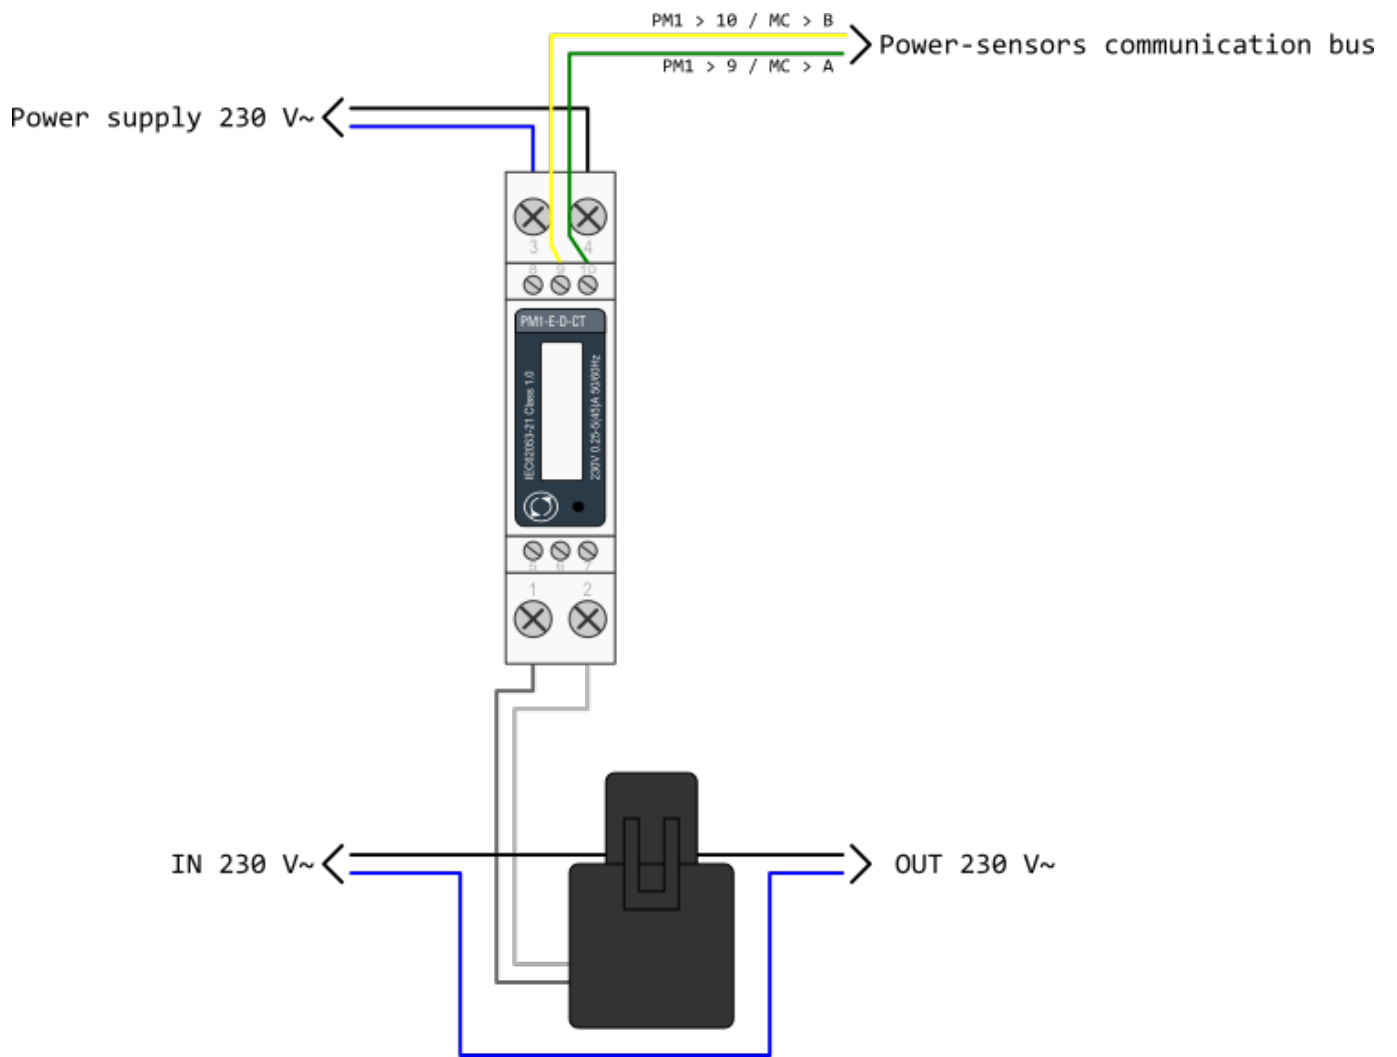 PM1 > 10 / MC > B
Power-sensors communication bus
PM1 > 9 / MC > A
Power supply 230 V~
3 4
8 9 10
PM1-E-D-CT
IEC62053-21 Class 1.0
230V 0.25-5(45)A 50/60Hz
5 6 7
1 2
IN 230 V~
OUT 230 V~